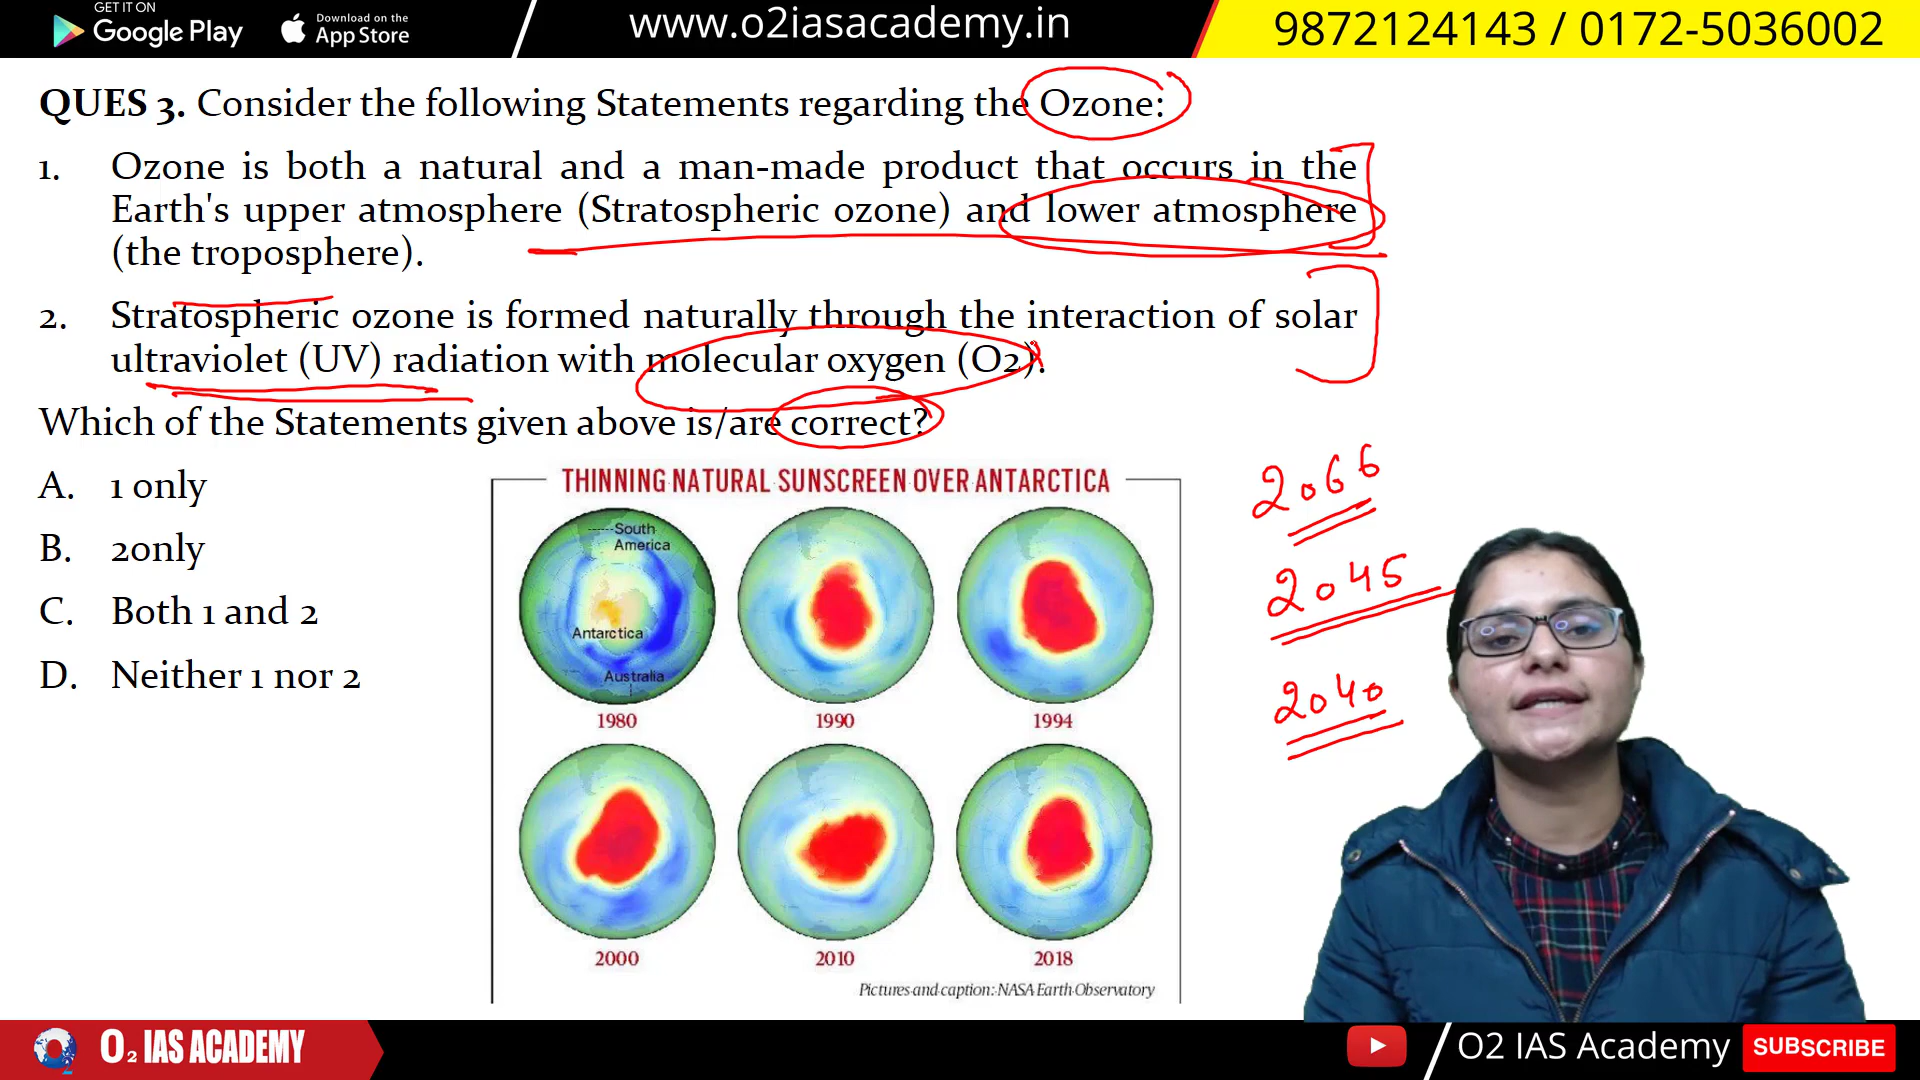 GET IT ON
Google Play
Download on the
App Store
www.o2iasacademy.in
9872124143 / 0172-5036002
QUES 3. Consider the following Statements regarding the Ozone:
1. Ozone is both a natural and a man-made product that occurs in the
Earth's upper atmosphere (Stratospheric ozone) and lower atmosphere
(the troposphere).
2. Stratospheric ozone is formed naturally through the interaction of solar
ultraviolet (UV) radiation with molecular oxygen (O2).
Which of the Statements given above is/are correct?
A. 1 only
B. 2only
C. Both 1 and 2
D. Neither 1 nor 2
THINNING NATURAL SUNSCREEN OVER ANTARCTICA
South
America
Antarctica
Australia
1980
1990
1994
2000
2010
2018
Pictures and caption: NASA Earth Observatory
2066
2045
2040
O2 IAS ACADEMY
O2 IAS Academy
SUBSCRIBE